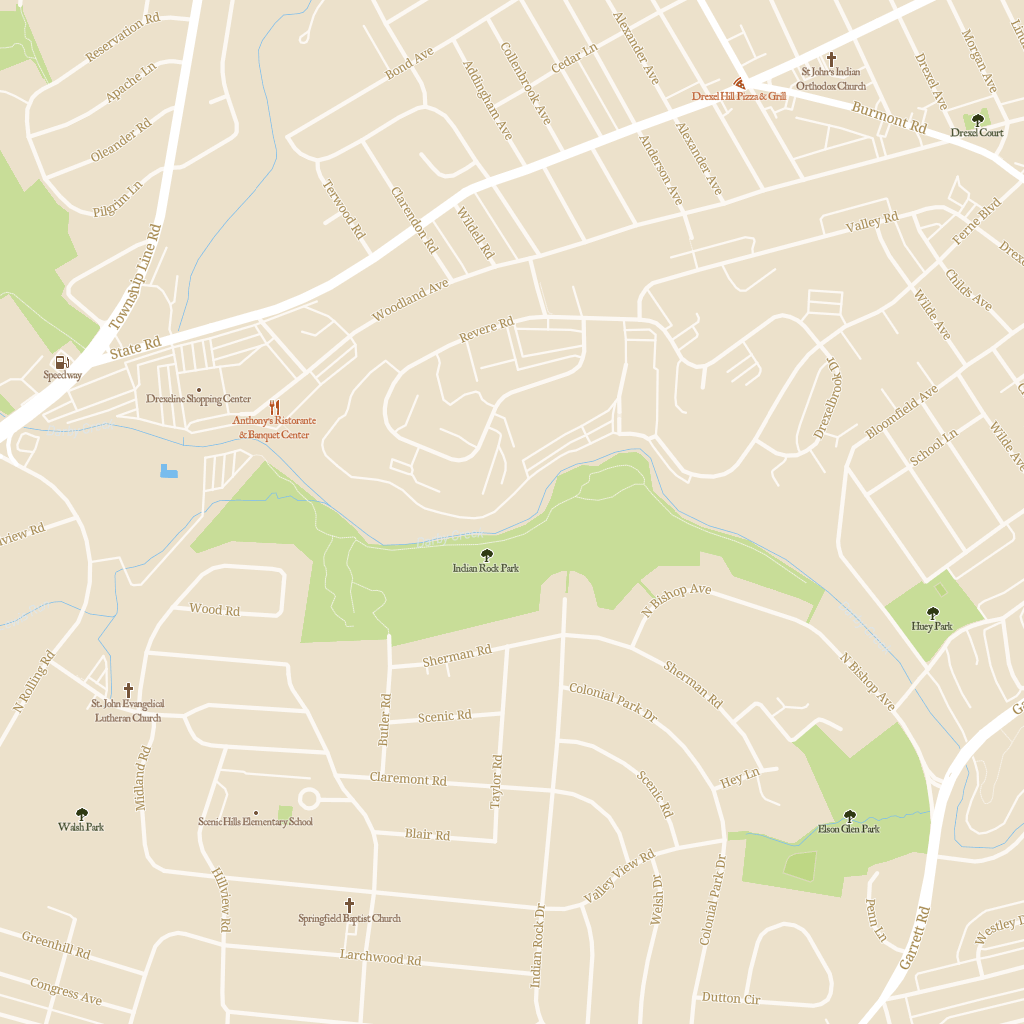 Reservation Rd
Bond Ave
Alexander Ave
Cedar Ln
Collenbrook Ave
Addingham Ave
Apache Ln
Oleander Rd
Pilgrim Ln
Morgan Ave
Drexel Ave
St John's Indian
Orthodox Church
Drexel Hill Pizza & Grill
Burmont Rd
Drexel Court
Alexander Ave
Anderson Ave
Terwood Rd
Clarendon Rd
Wildell Rd
Valley Rd
Ferne Blvd
Township Line Rd
Woodland Ave
Childs Ave
Wilde Ave
State Rd
Revere Rd
Speedway
Drexeline Shopping Center
Drexelbrook Dr
Bloomfield Ave
Anthony's Ristorante
& Banquet Center
School Ln
Wilde Ave
Indian Rock Park
Wood Rd
N Bishop Ave
Huey Park
Sherman Rd
N Rolling Rd
Sherman Rd
N Bishop Ave
St. John Evangelical
Lutheran Church
Colonial Park Dr
Butler Rd
Scenic Rd
Midland Rd
Taylor Rd
Claremont Rd
Hey Ln
Scenic Rd
Walsh Park
Scenic Hills Elementary School
Blair Rd
Elson Glen Park
Valley View Rd
Hillview Rd
Springfield Baptist Church
Welsh Dr
Colonial Park Dr
Penn Ln
Indian Rock Dr
Garrett Rd
Westley D
Greenhill Rd
Larchwood Rd
Congress Ave
Dutton Cir